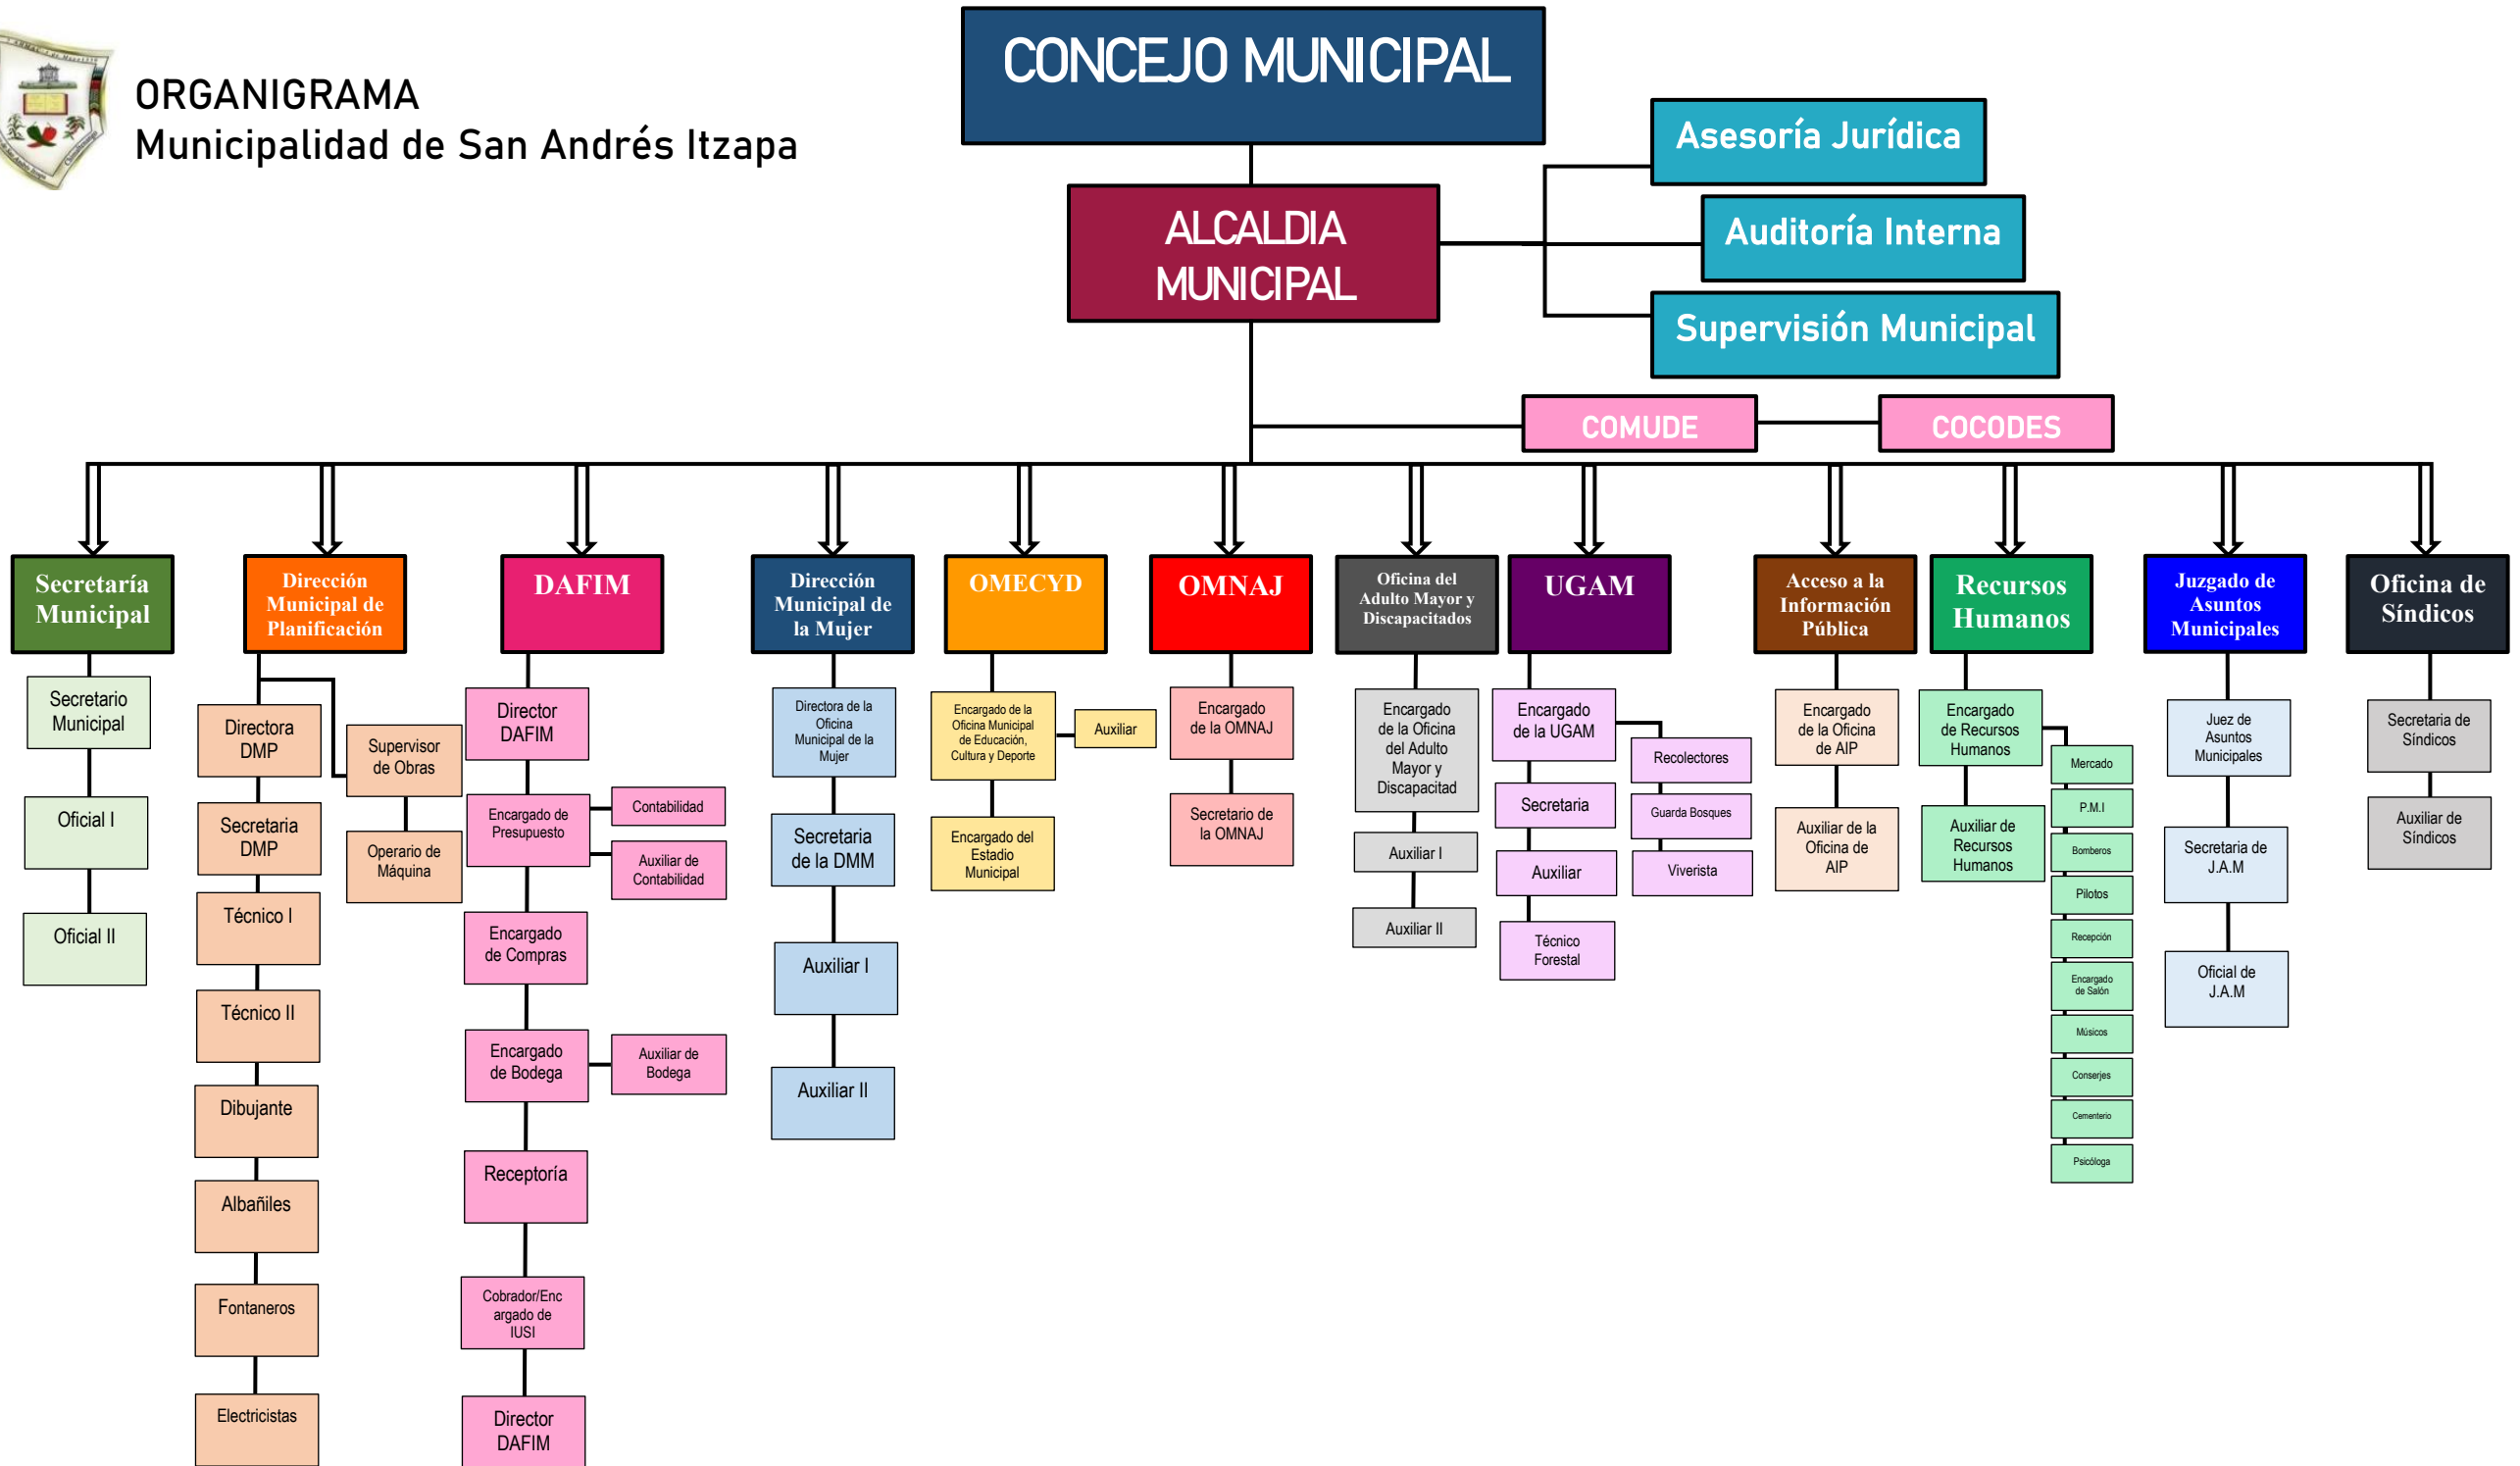 ORGANIGRAMA
Municipalidad de San Andrés Itzapa
CONCEJO MUNICIPAL
ALCALDIA
MUNICIPAL
Asesoría Jurídica
Auditoría Interna
Supervisión Municipal
COMUDE
COCODES
Secretaría
Municipal
Secretario
Municipal
Oficial I
Oficial II
Dirección
Municipal de
Planificación
Directora
DMP
Secretaria
DMP
Técnico I
Técnico II
Dibujante
Albañiles
Fontaneros
Electricistas
Supervisor
de Obras
Operario de
Máquina
DAFIM
Director
DAFIM
Encargado de
Presupuesto
Contabilidad
Auxiliar de
Contabilidad
Encargado
de Compras
Encargado
de Bodega
Auxiliar de
Bodega
Receptoría
Cobrador/Enc
argado de
IUSI
Director
DAFIM
Dirección
Municipal de
la Mujer
Directora de la
Oficina
Municipal de la
Mujer
Secretaria
de la DMM
Auxiliar I
Auxiliar II
OMECYD
Encargado de la
Oficina Municipal
de Educación,
Cultura y Deporte
Auxiliar
Encargado del
Estadio
Municipal
OMNAJ
Encargado
de la OMNAJ
Secretario de
la OMNAJ
Oficina del
Adulto Mayor y
Discapacitados
Encargado
de la Oficina
del Adulto
Mayor y
Discapacitad
Auxiliar I
Auxiliar II
UGAM
Encargado
de la UGAM
Secretaria
Auxiliar
Técnico
Forestal
Recolectores
Guarda Bosques
Viverista
Acceso a la
Información
Pública
Encargado
de la Oficina
de AIP
Auxiliar de la
Oficina de
AIP
Recursos
Humanos
Encargado
de Recursos
Humanos
Auxiliar de
Recursos
Humanos
Mercado
P.M.I
Bomberos
Pilotos
Recepción
Encargado
de Salón
Músicos
Conserjes
Cementerio
Psicóloga
Juzgado de
Asuntos
Municipales
Juez de
Asuntos
Municipales
Secretaria de
J.A.M
Oficial de
J.A.M
Oficina de
Síndicos
Secretaria de
Síndicos
Auxiliar de
Síndicos